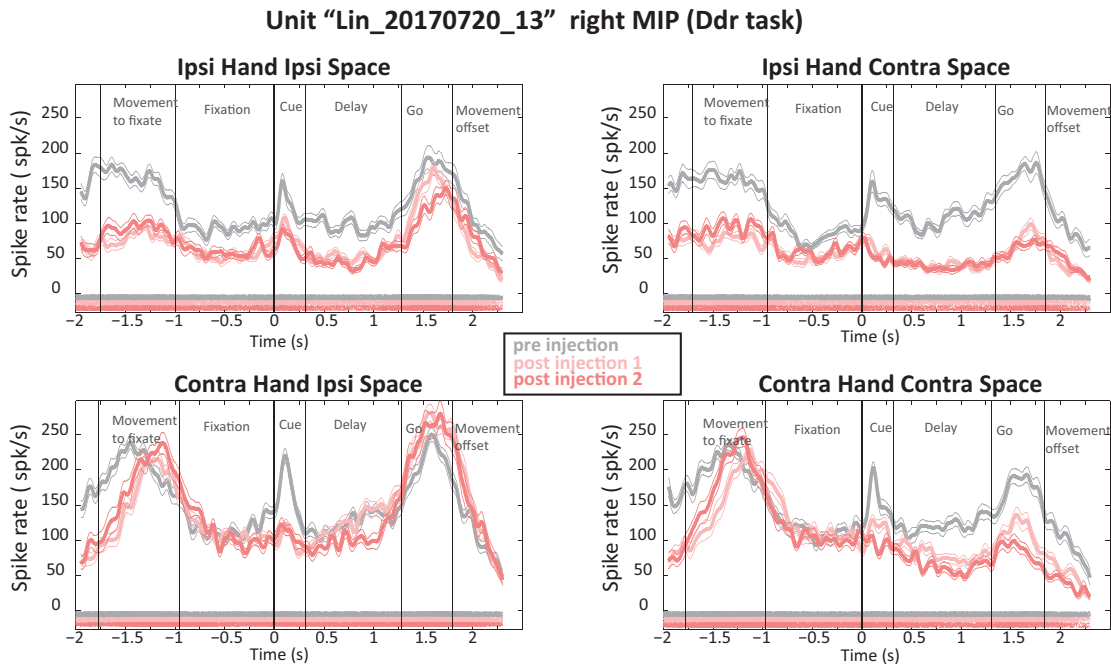 Unit “Lin_20170720_13” right MIP (Ddr task)
Ipsi Hand Ipsi Space
Spike rate ( spk/s)
250
200
150
100
50
0
Movement
to fixate
Fixation
Cue
Delay
Go
Movement
offset
−2 −1.5 −1 −0.5 0 0.5 1 1.5 2
Time (s)
Ipsi Hand Contra Space
Spike rate ( spk/s)
250
200
150
100
50
0
Movement
to fixate
Fixation
Cue
Delay
Go
Movement
offset
−2 −1.5 −1 −0.5 0 0.5 1 1.5 2
Time (s)
pre injection
post injection 1
post injection 2
Contra Hand Ipsi Space
Spike rate ( spk/s)
250
200
150
100
50
0
Movement
to fixate
Fixation
Cue
Delay
Go
Movement
offset
−2 −1.5 −1 −0.5 0 0.5 1 1.5 2
Time (s)
Contra Hand Contra Space
Spike rate ( spk/s)
250
200
150
100
50
0
Movement
to fixate
Fixation
Cue
Delay
Go
Movement
offset
−2 −1.5 −1 −0.5 0 0.5 1 1.5 2
Time (s)